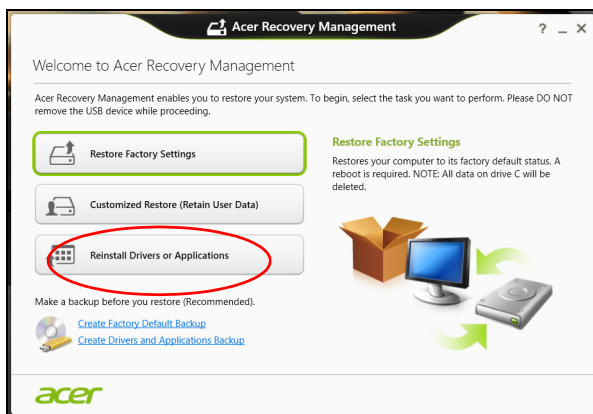 Acer Recovery Management
? _ X
Welcome to Acer Recovery Management
Acer Recovery Management enables you to restore your system. To begin, select the task you want to perform. Please DO NOT
remove the USB device while proceeding.
Restore Factory Settings
Customized Restore (Retain User Data)
Reinstall Drivers or Applications
Restore Factory Settings
Restores your computer to its factory default status. A
reboot is required. NOTE: All data on drive C will be
deleted.
Make a backup before you restore (Recommended).
Create Factory Default Backup
Create Drivers and Applications Backup
acer